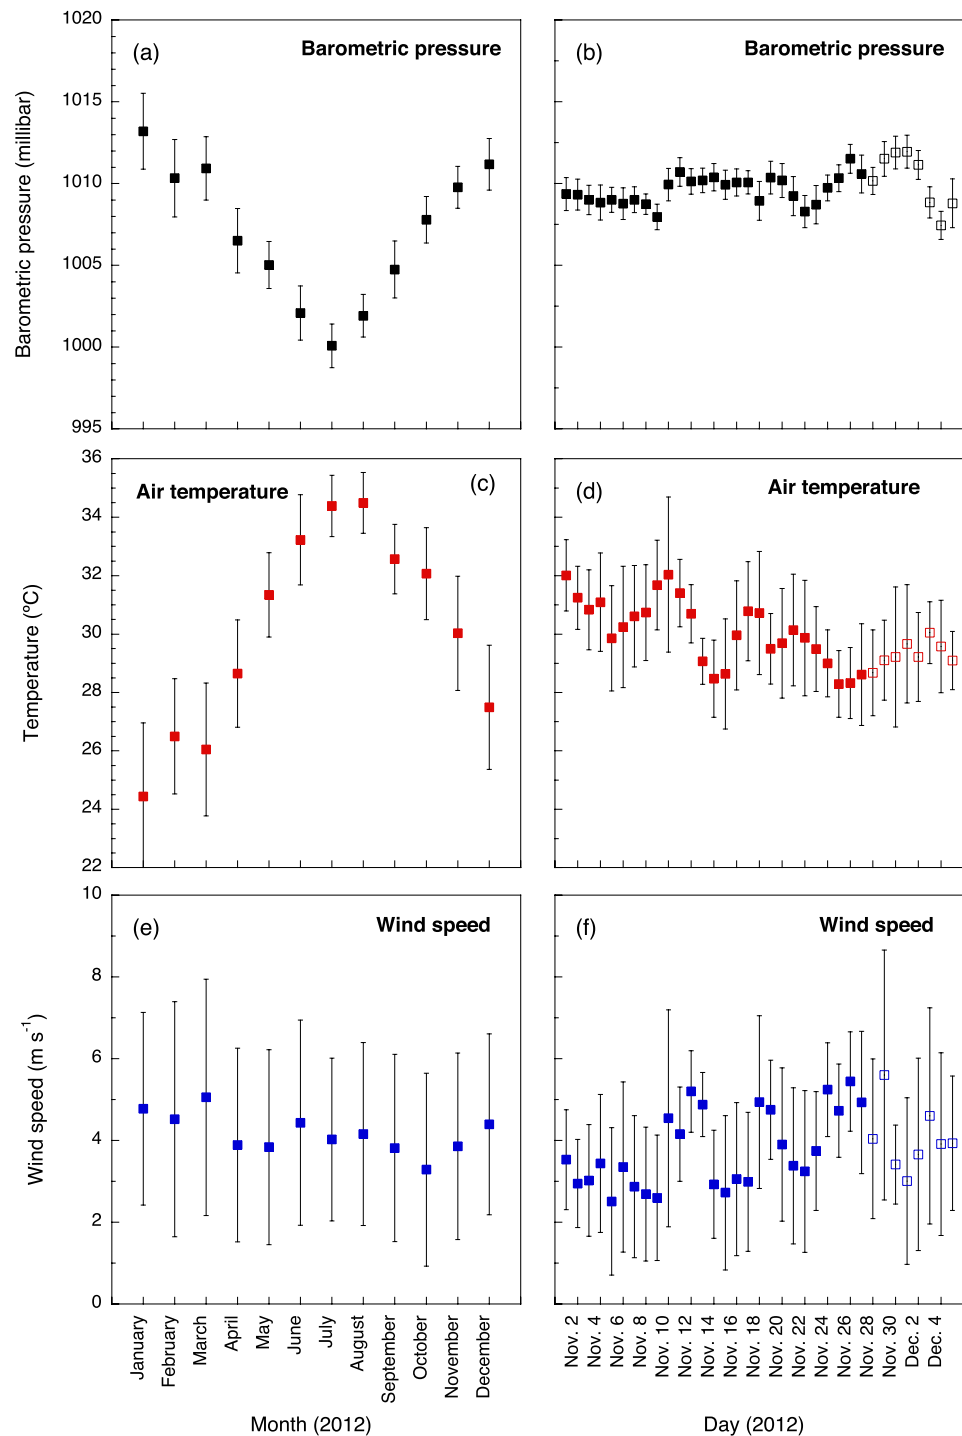 1020
1015
1010
1005
1000
995
Barometric pressure (millibar)
(a)
Barometric pressure
(b)
Barometric pressure
36
34
32
30
28
26
24
22
Temperature (°C)
Air temperature
(c)
(d)
Air temperature
10
8
6
4
2
0
Wind speed (m s-1)
(e)
Wind speed
(f)
Wind speed
January
February
March
April
May
June
July
August
September
October
November
December
Month (2012)
Nov. 2
Nov. 4
Nov. 6
Nov. 8
Nov. 10
Nov. 12
Nov. 14
Nov. 16
Nov. 18
Nov. 20
Nov. 22
Nov. 24
Nov. 26
Nov. 28
Nov. 30
Dec. 2
Dec. 4
Day (2012)